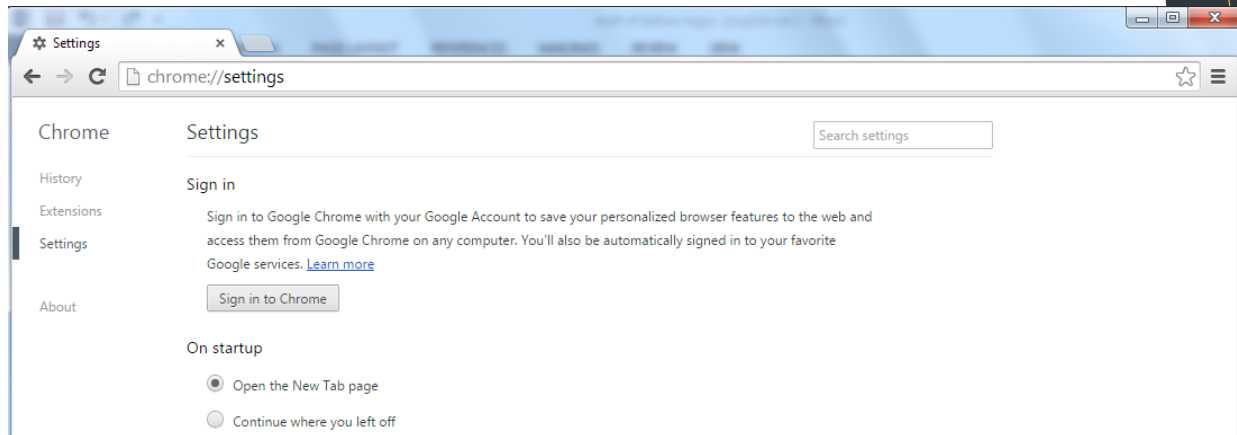 Settings
chrome://settings
Chrome
Settings
Search settings
History
Sign in
Extensions
Sign in to Google Chrome with your Google Account to save your personalized browser features to the web and
Settings
access them from Google Chrome on any computer. You'll also be automatically signed in to your favorite
Google services. Learn more
Sign in to Chrome
About
On startup
Open the New Tab page
Continue where you left off